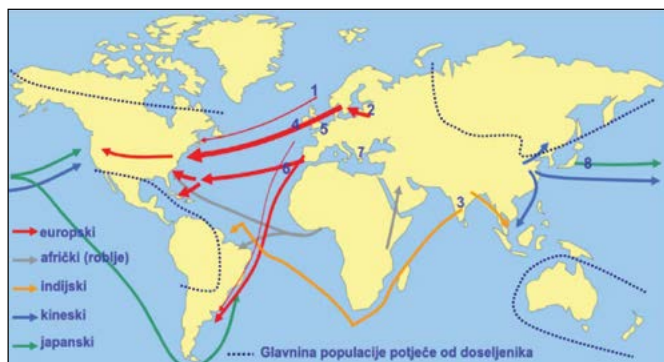 1
2
4
5
6
7
3
8
europski
afrički (roblje)
indijski
kineski
japanski
Glavnina populacije potječe od doseljenika